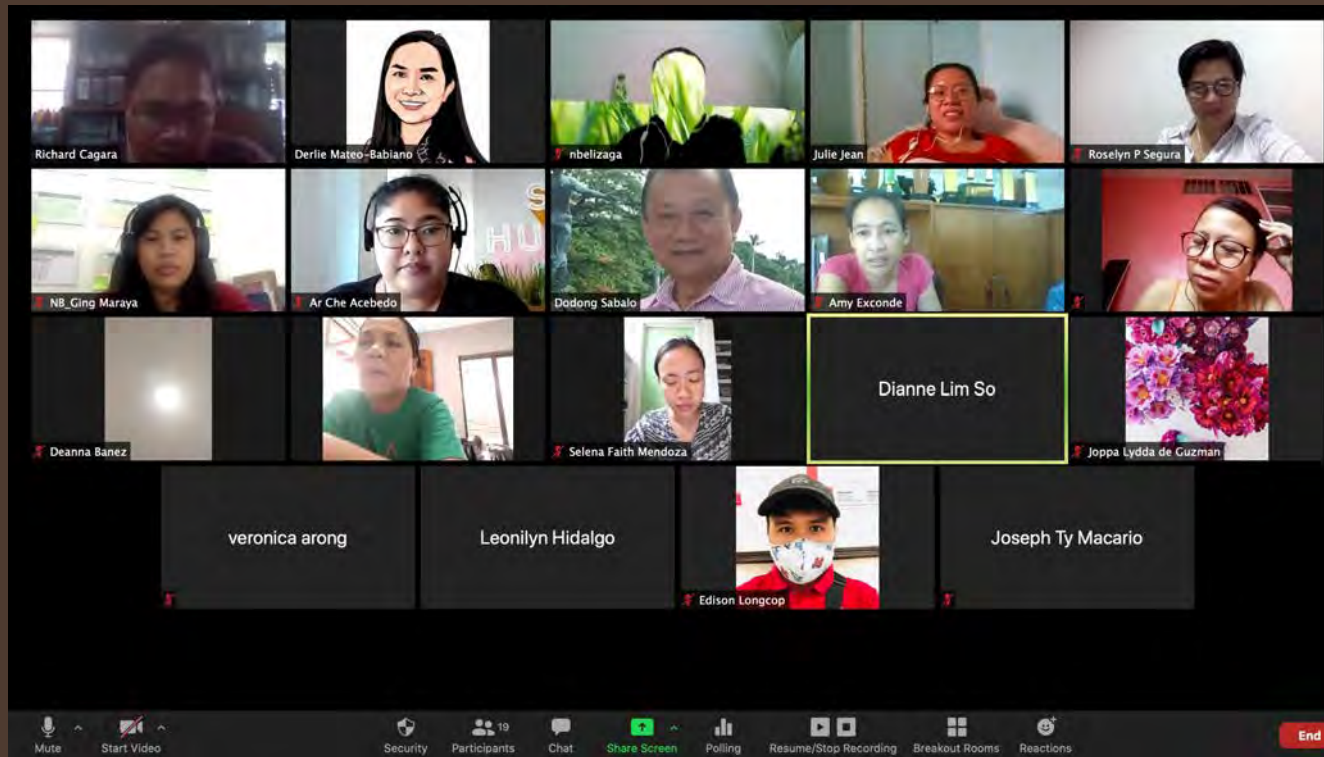 Richard Cagara
Derlie Mateo-Babiano
nbelizaga
Julie Jean
Roselyn P Segura
NB_Ging Maraya
Ar Che Acebedo
Dodong Sabalo
Amy Exconde
Deanna Banez
Selena Faith Mendoza
Dianne Lim So
Joppa Lydda de Guzman
veronica arong
Leonilyn Hidalgo
Edison Longcop
Joseph Ty Macario
19
Mute
Start Video
Security
Participants
Chat
Share Screen
Polling
Resume/Stop Recording
Breakout Rooms
Reactions
End